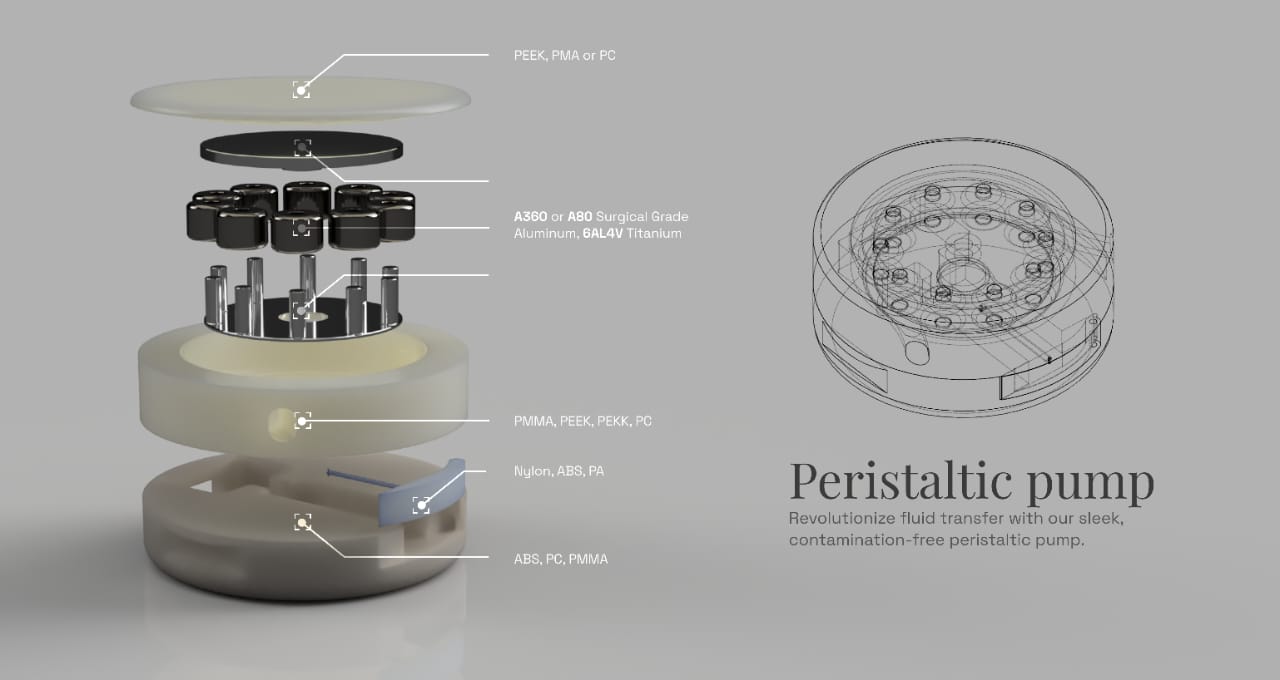 PEEK, PMA or PC
A360 or A80 Surgical Grade
Aluminum, 6AL4V Titanium
PMMA, PEEK, PEKK, PC
Nylon, ABS, PA
ABS, PC, PMMA
Peristaltic pump
Revolutionize fluid transfer with our sleek,
contamination-free peristaltic pump.